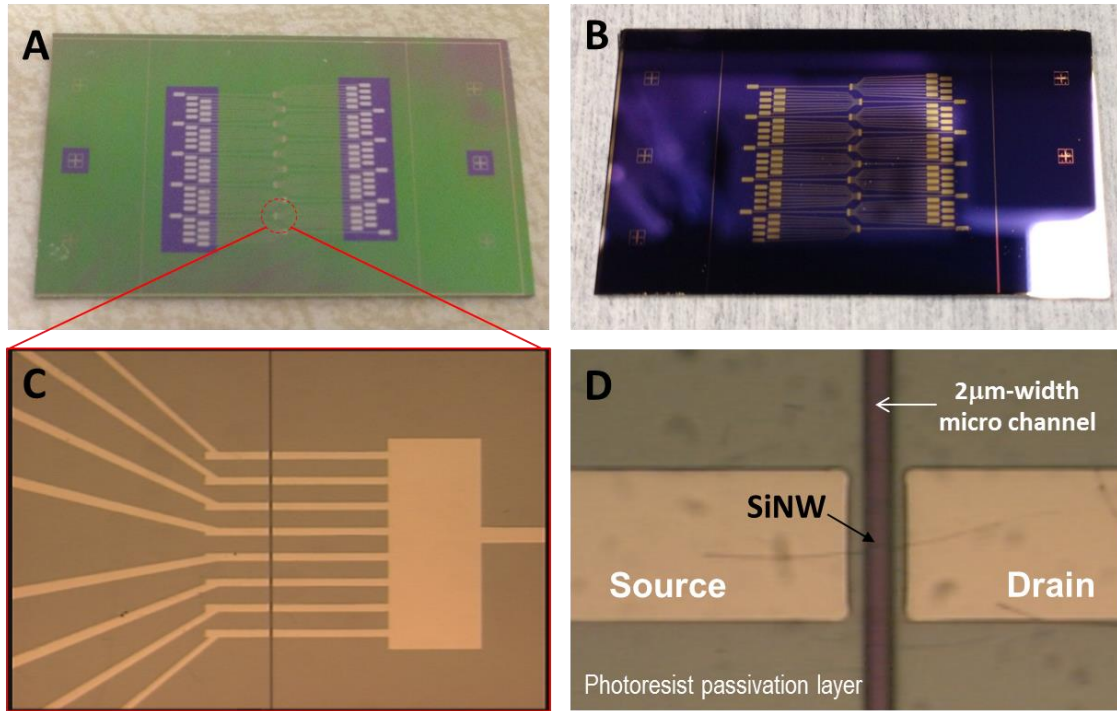 A
B
C
D
2μm-width
micro channel
SiNW
Source
Drain
Photoresist passivation layer